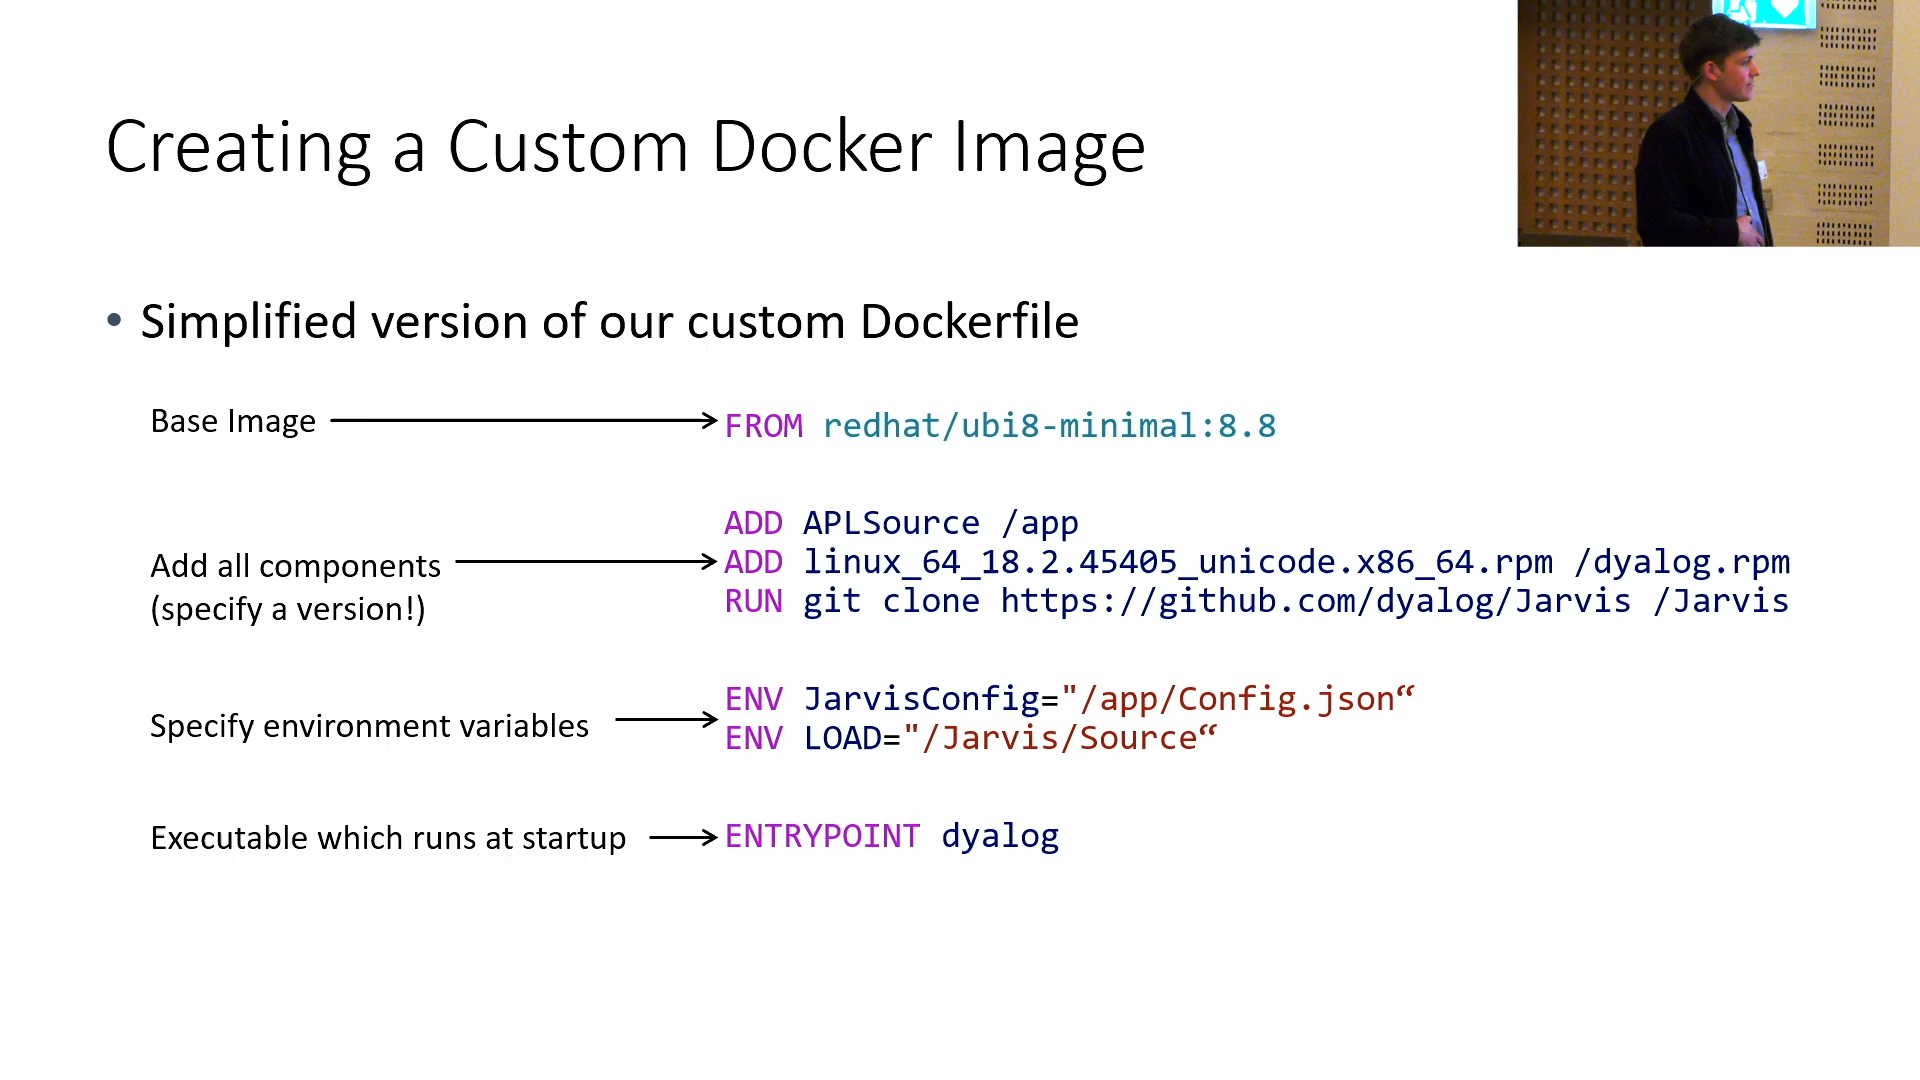 Creating a Custom Docker Image
• Simplified version of our custom Dockerfile
Base Image
FROM redhat/ubi8-minimal:8.8
Add all components
(specify a version!)
ADD APLSource /app
ADD linux_64_18.2.45405_unicode.x86_64.rpm /dyalog.rpm
RUN git clone https://github.com/dyalog/Jarvis /Jarvis
Specify environment variables
ENV JarvisConfig="/app/Config.json“
ENV LOAD="/Jarvis/Source“
Executable which runs at startup
ENTRYPOINT dyalog